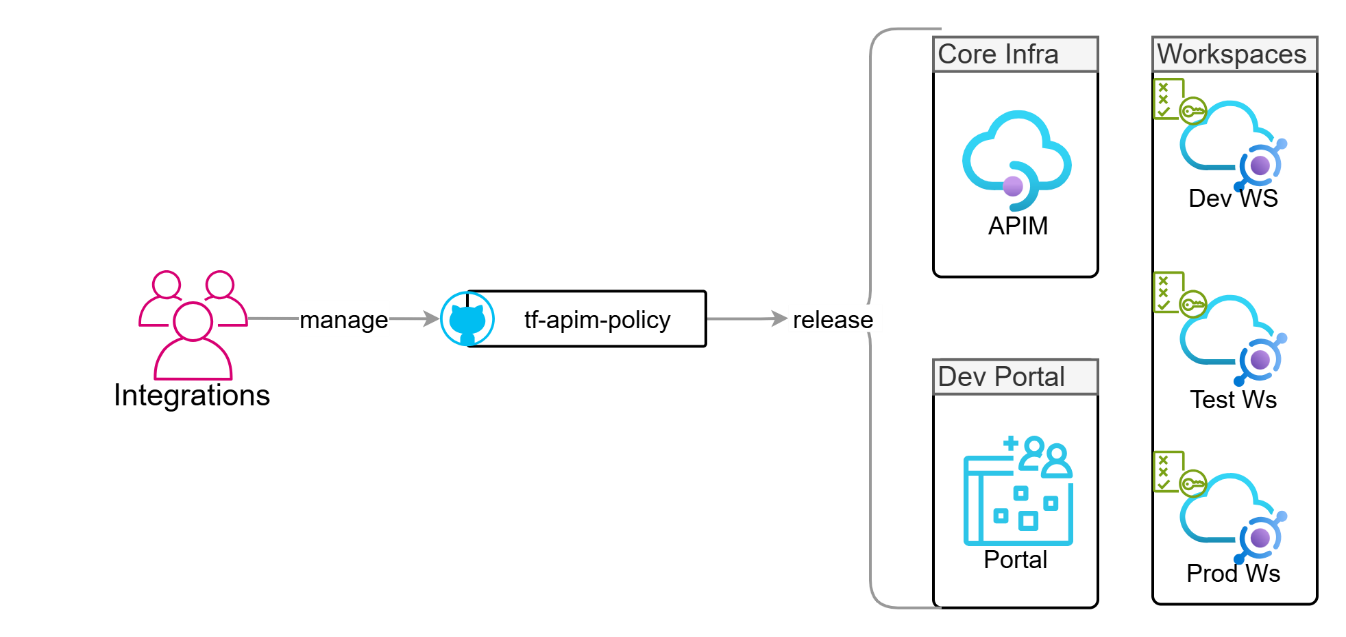 Integrations
manage
tf-apim-policy
release
Core Infra
APIM
Dev Portal
Portal
Workspaces
Dev WS
Test Ws
Prod Ws